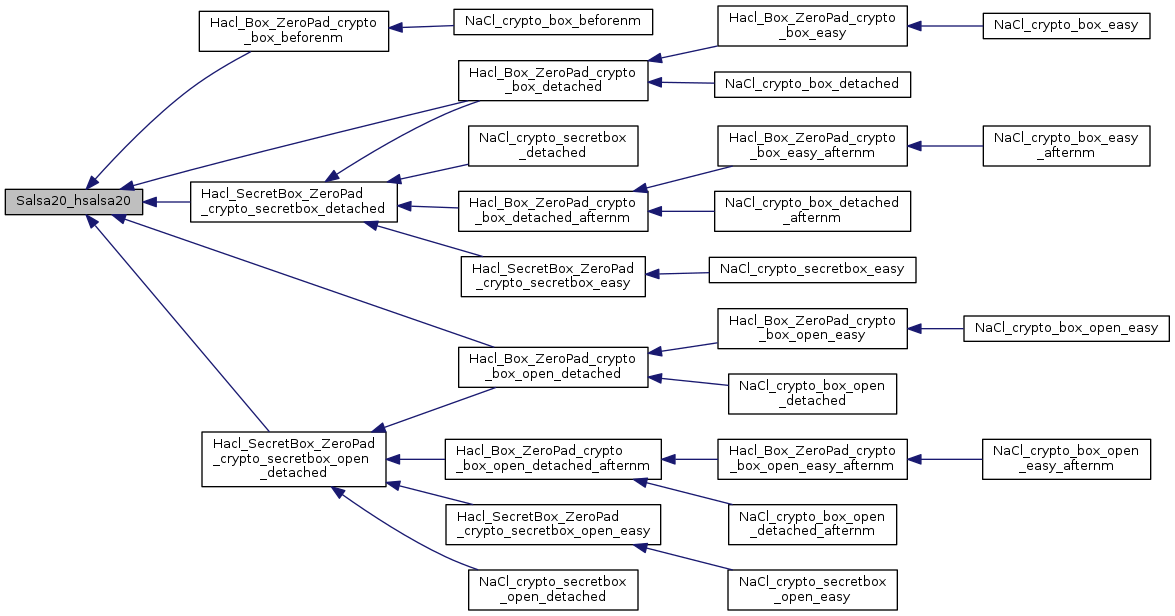 Salsa20_hsalsa20
Hacl_Box_ZeroPad_crypto
_box_beforenm
NaCl_crypto_box_beforenm
Hacl_Box_ZeroPad_crypto
_box_detached
Hacl_Box_ZeroPad_crypto
_box_easy
NaCl_crypto_box_easy
NaCl_crypto_box_detached
Hacl_SecretBox_ZeroPad
_crypto_secretbox_detached
NaCl_crypto_secretbox
_detached
Hacl_Box_ZeroPad_crypto
_box_detached_afternm
Hacl_Box_ZeroPad_crypto
_box_easy_afternm
NaCl_crypto_box_easy
_afternm
NaCl_crypto_box_detached
_afternm
Hacl_SecretBox_ZeroPad
_crypto_secretbox_easy
NaCl_crypto_secretbox_easy
Hacl_Box_ZeroPad_crypto
_box_open_detached
Hacl_Box_ZeroPad_crypto
_box_open_easy
NaCl_crypto_box_open_easy
NaCl_crypto_box_open
_detached
Hacl_SecretBox_ZeroPad
_crypto_secretbox_open
_detached
Hacl_Box_ZeroPad_crypto
_box_open_detached_afternm
Hacl_Box_ZeroPad_crypto
_box_open_easy_afternm
NaCl_crypto_box_open
_easy_afternm
NaCl_crypto_box_open
_detached_afternm
Hacl_SecretBox_ZeroPad
_crypto_secretbox_open_easy
NaCl_crypto_secretbox
_open_easy
NaCl_crypto_secretbox
_open_detached